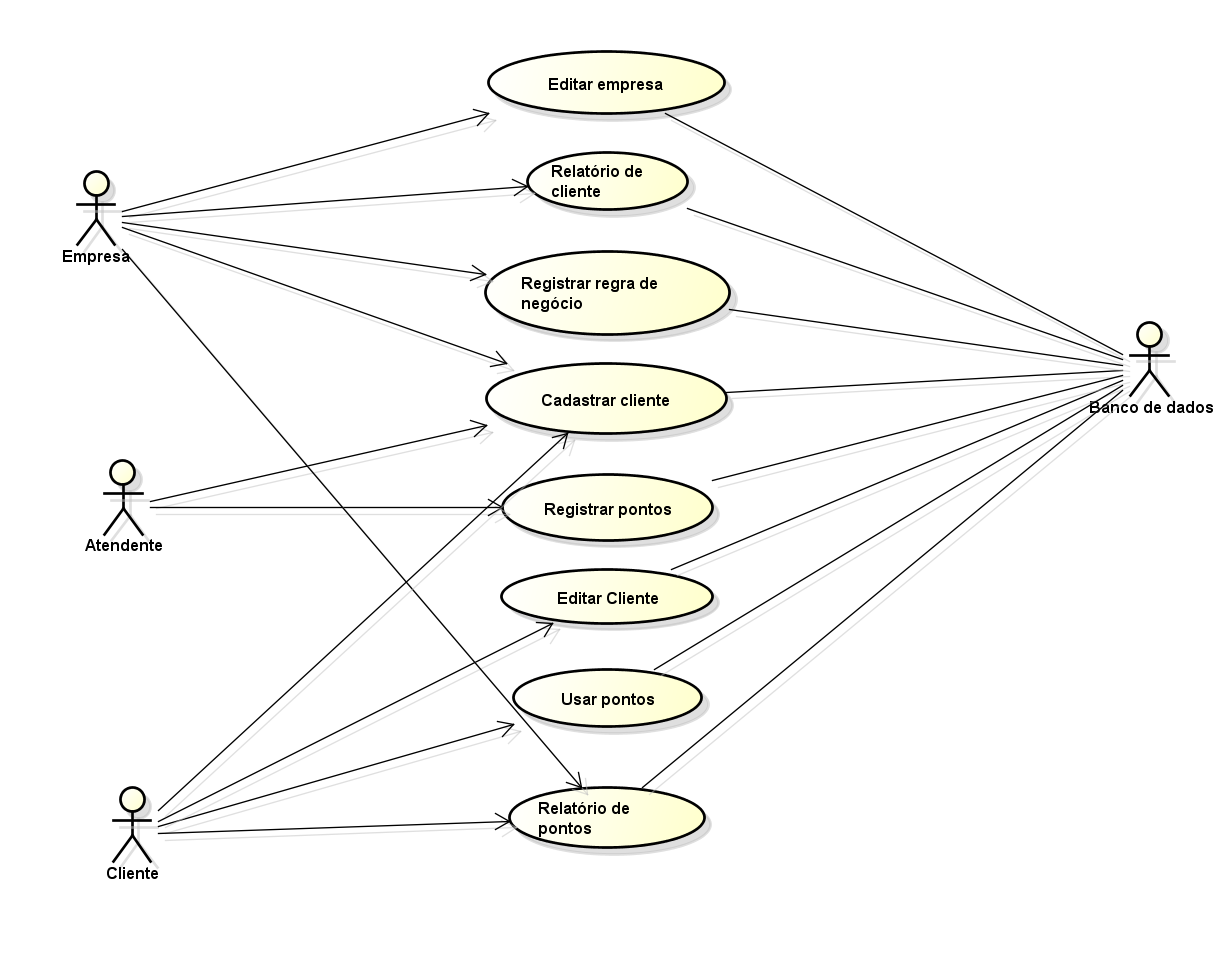 Editar empresa
Relatório de
cliente
Empresa
Registrar regra de
negócio
Banco de dados
Cadastrar cliente
Registrar pontos
Atendente
Editar Cliente
Usar pontos
Relatório de
pontos
Cliente